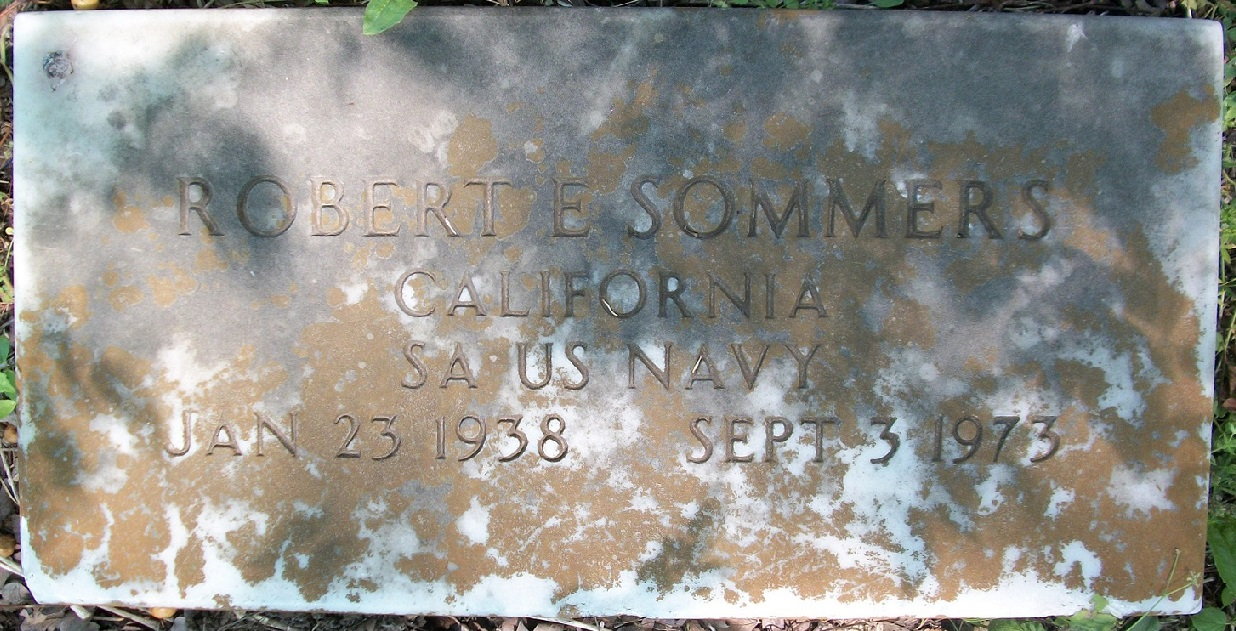 ROBERT E SOMMERS
CALIFORNIA
SA US NAVY
JAN 23 1938 SEPT 3 1973